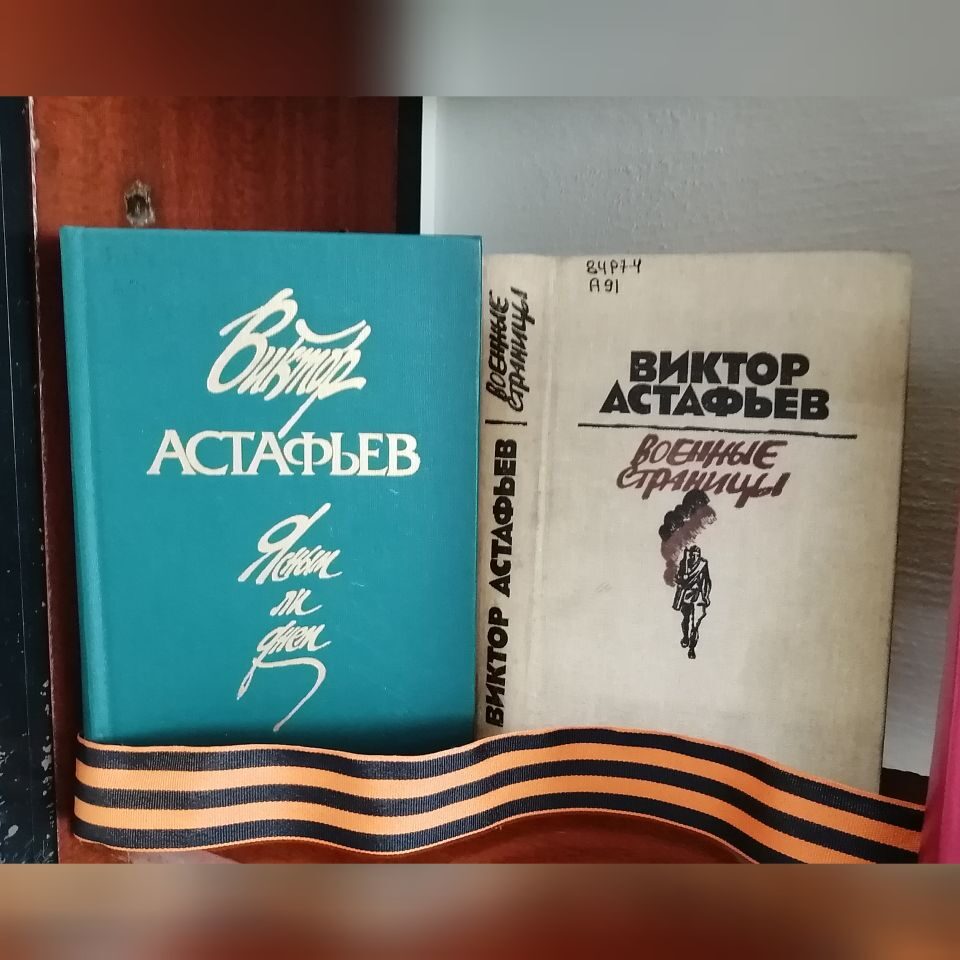 Виктор
АСТАФЬЕВ
Ясным
ли
днем
ВИКТОР АСТАФЬЕВ
ВОЕННЫЕ
СТРАНИЦЫ
84Р7-4
А91
ВИКТОР
АСТАФЬЕВ
ВОЕННЫЕ
СТРАНИЦЫ